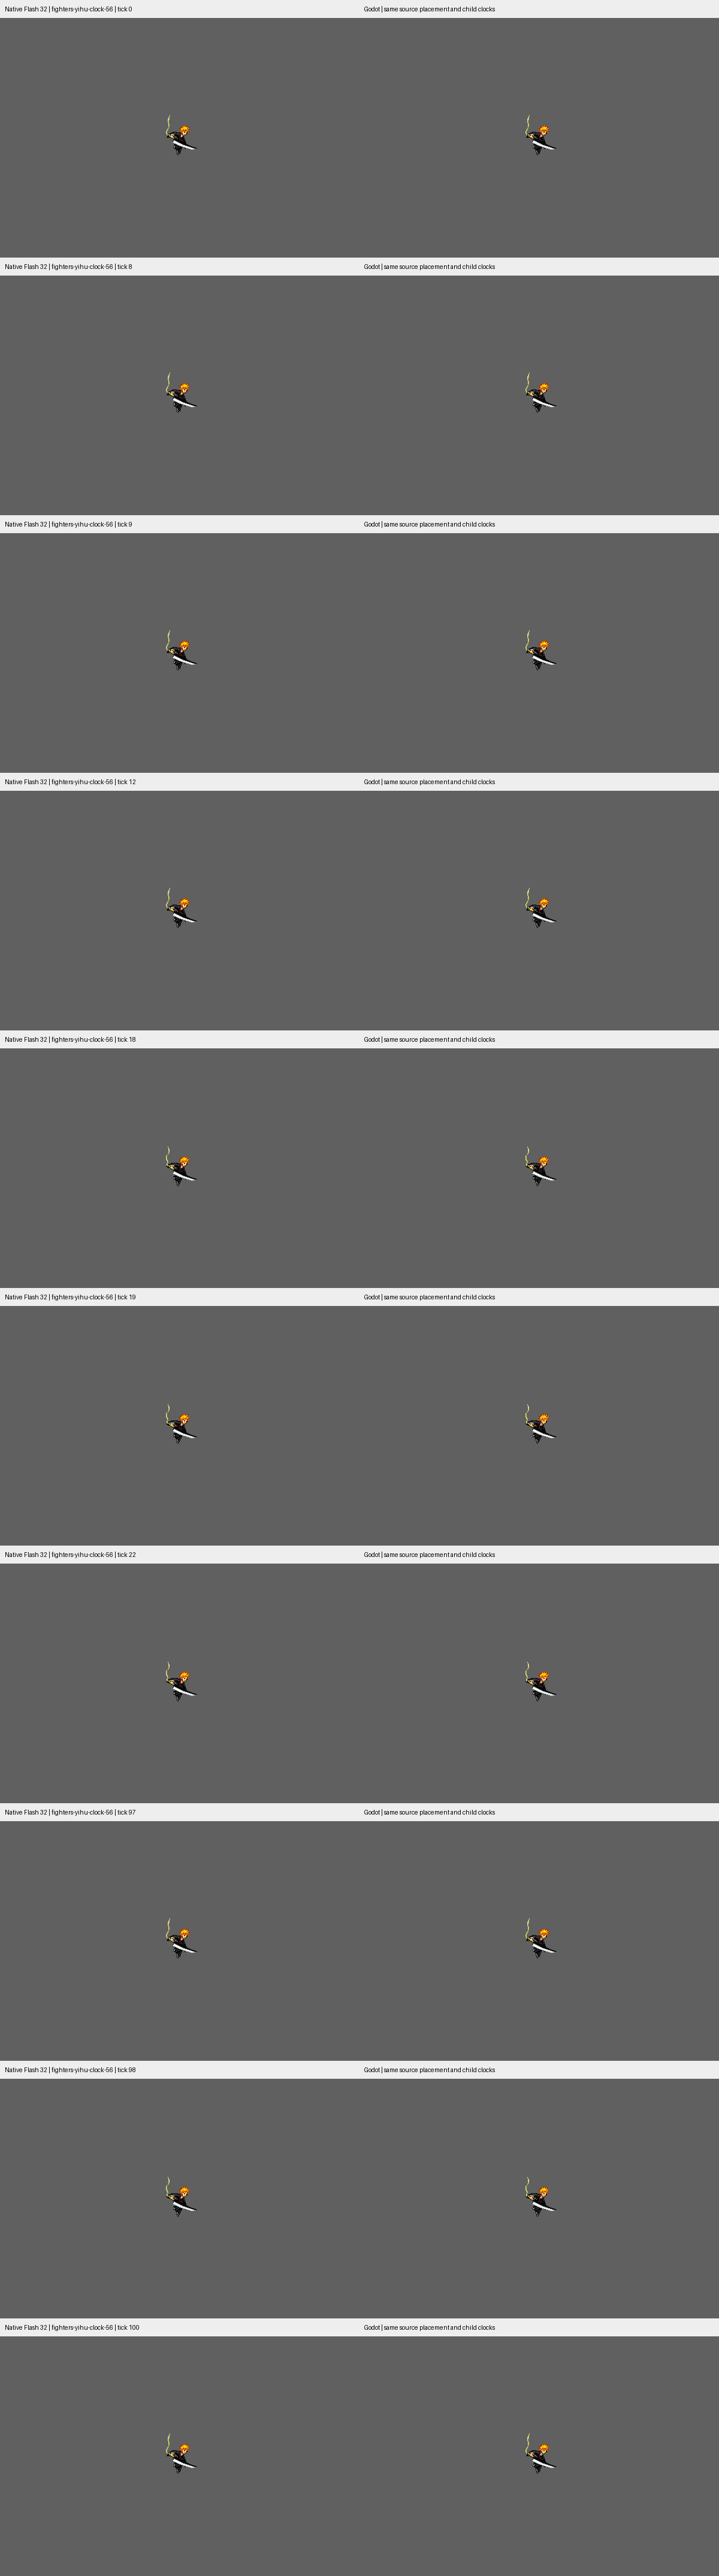 Native Flash 32 | fighters-yihu-clock-56 | tick 0
Godot | same source placement and child clocks
Native Flash 32 | fighters-yihu-clock-56 | tick 8
Godot | same source placement and child clocks
Native Flash 32 | fighters-yihu-clock-56 | tick 9
Godot | same source placement and child clocks
Native Flash 32 | fighters-yihu-clock-56 | tick 12
Godot | same source placement and child clocks
Native Flash 32 | fighters-yihu-clock-56 | tick 18
Godot | same source placement and child clocks
Native Flash 32 | fighters-yihu-clock-56 | tick 19
Godot | same source placement and child clocks
Native Flash 32 | fighters-yihu-clock-56 | tick 22
Godot | same source placement and child clocks
Native Flash 32 | fighters-yihu-clock-56 | tick 97
Godot | same source placement and child clocks
Native Flash 32 | fighters-yihu-clock-56 | tick 98
Godot | same source placement and child clocks
Native Flash 32 | fighters-yihu-clock-56 | tick 100
Godot | same source placement and child clocks